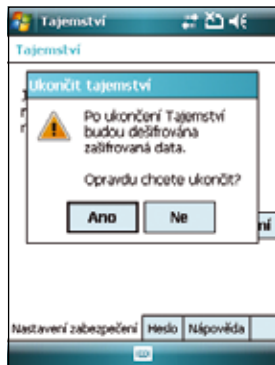 Tajemství
Tajemství
Ukončit tajemství
Po ukončení Tajemství
budou dešifrována
zašifrovaná data.
Opravdu chcete ukončit?
Ano
Ne
ní
Nastavení zabezpečení
Heslo
Nápověda